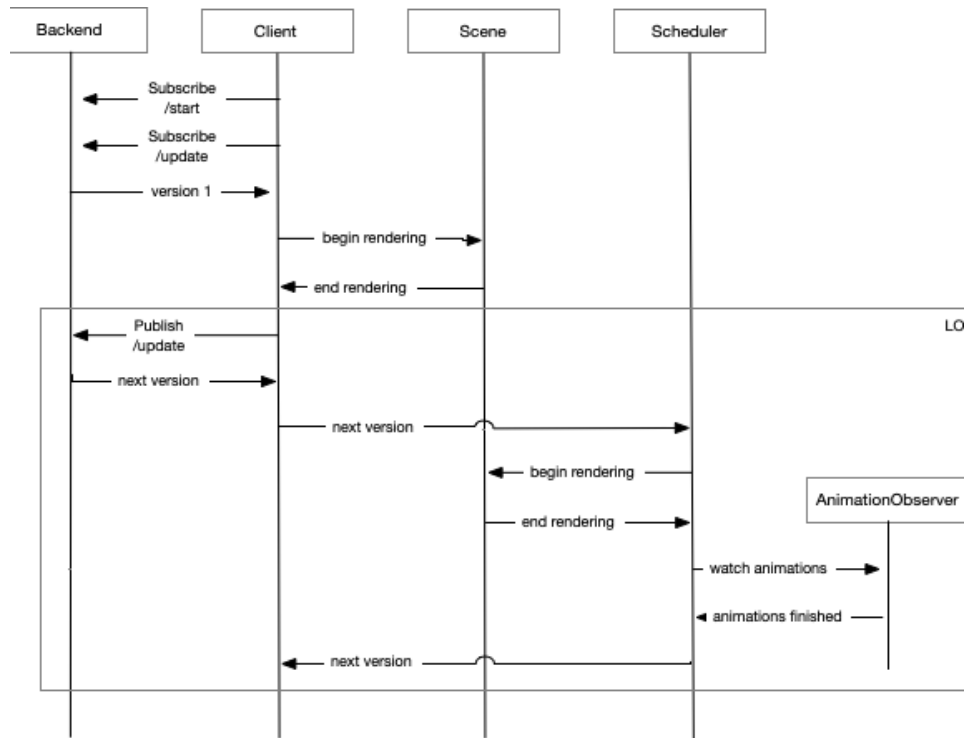 Backend
Client
Scene
Scheduler
Subscribe
/start
Subscribe
/update
version 1
begin rendering
end rendering
LO
Publish
/update
next version
next version
begin rendering
AnimationObserver
end rendering
watch animations
animations finished
next version